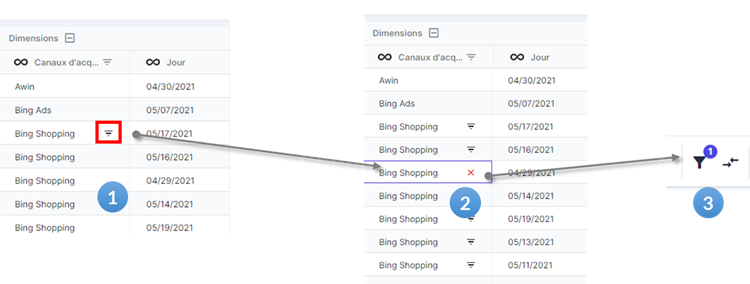 Dimensions
Canaux d'acq... Jour
Awin 04/30/2021
Bing Ads 05/07/2021
Bing Shopping 05/17/2021
Bing Shopping 05/16/2021
Bing Shopping 04/29/2021
Bing Shopping 05/14/2021
Bing Shopping 05/19/2021
1
Dimensions
Canaux d'acq... Jour
Awin 04/30/2021
Bing Ads 05/07/2021
Bing Shopping 05/17/2021
Bing Shopping 05/16/2021
Bing Shopping 04/29/2021
Bing Shopping 05/14/2021
Bing Shopping 05/19/2021
Bing Shopping 05/13/2021
Bing Shopping 05/11/2021
2
1
3